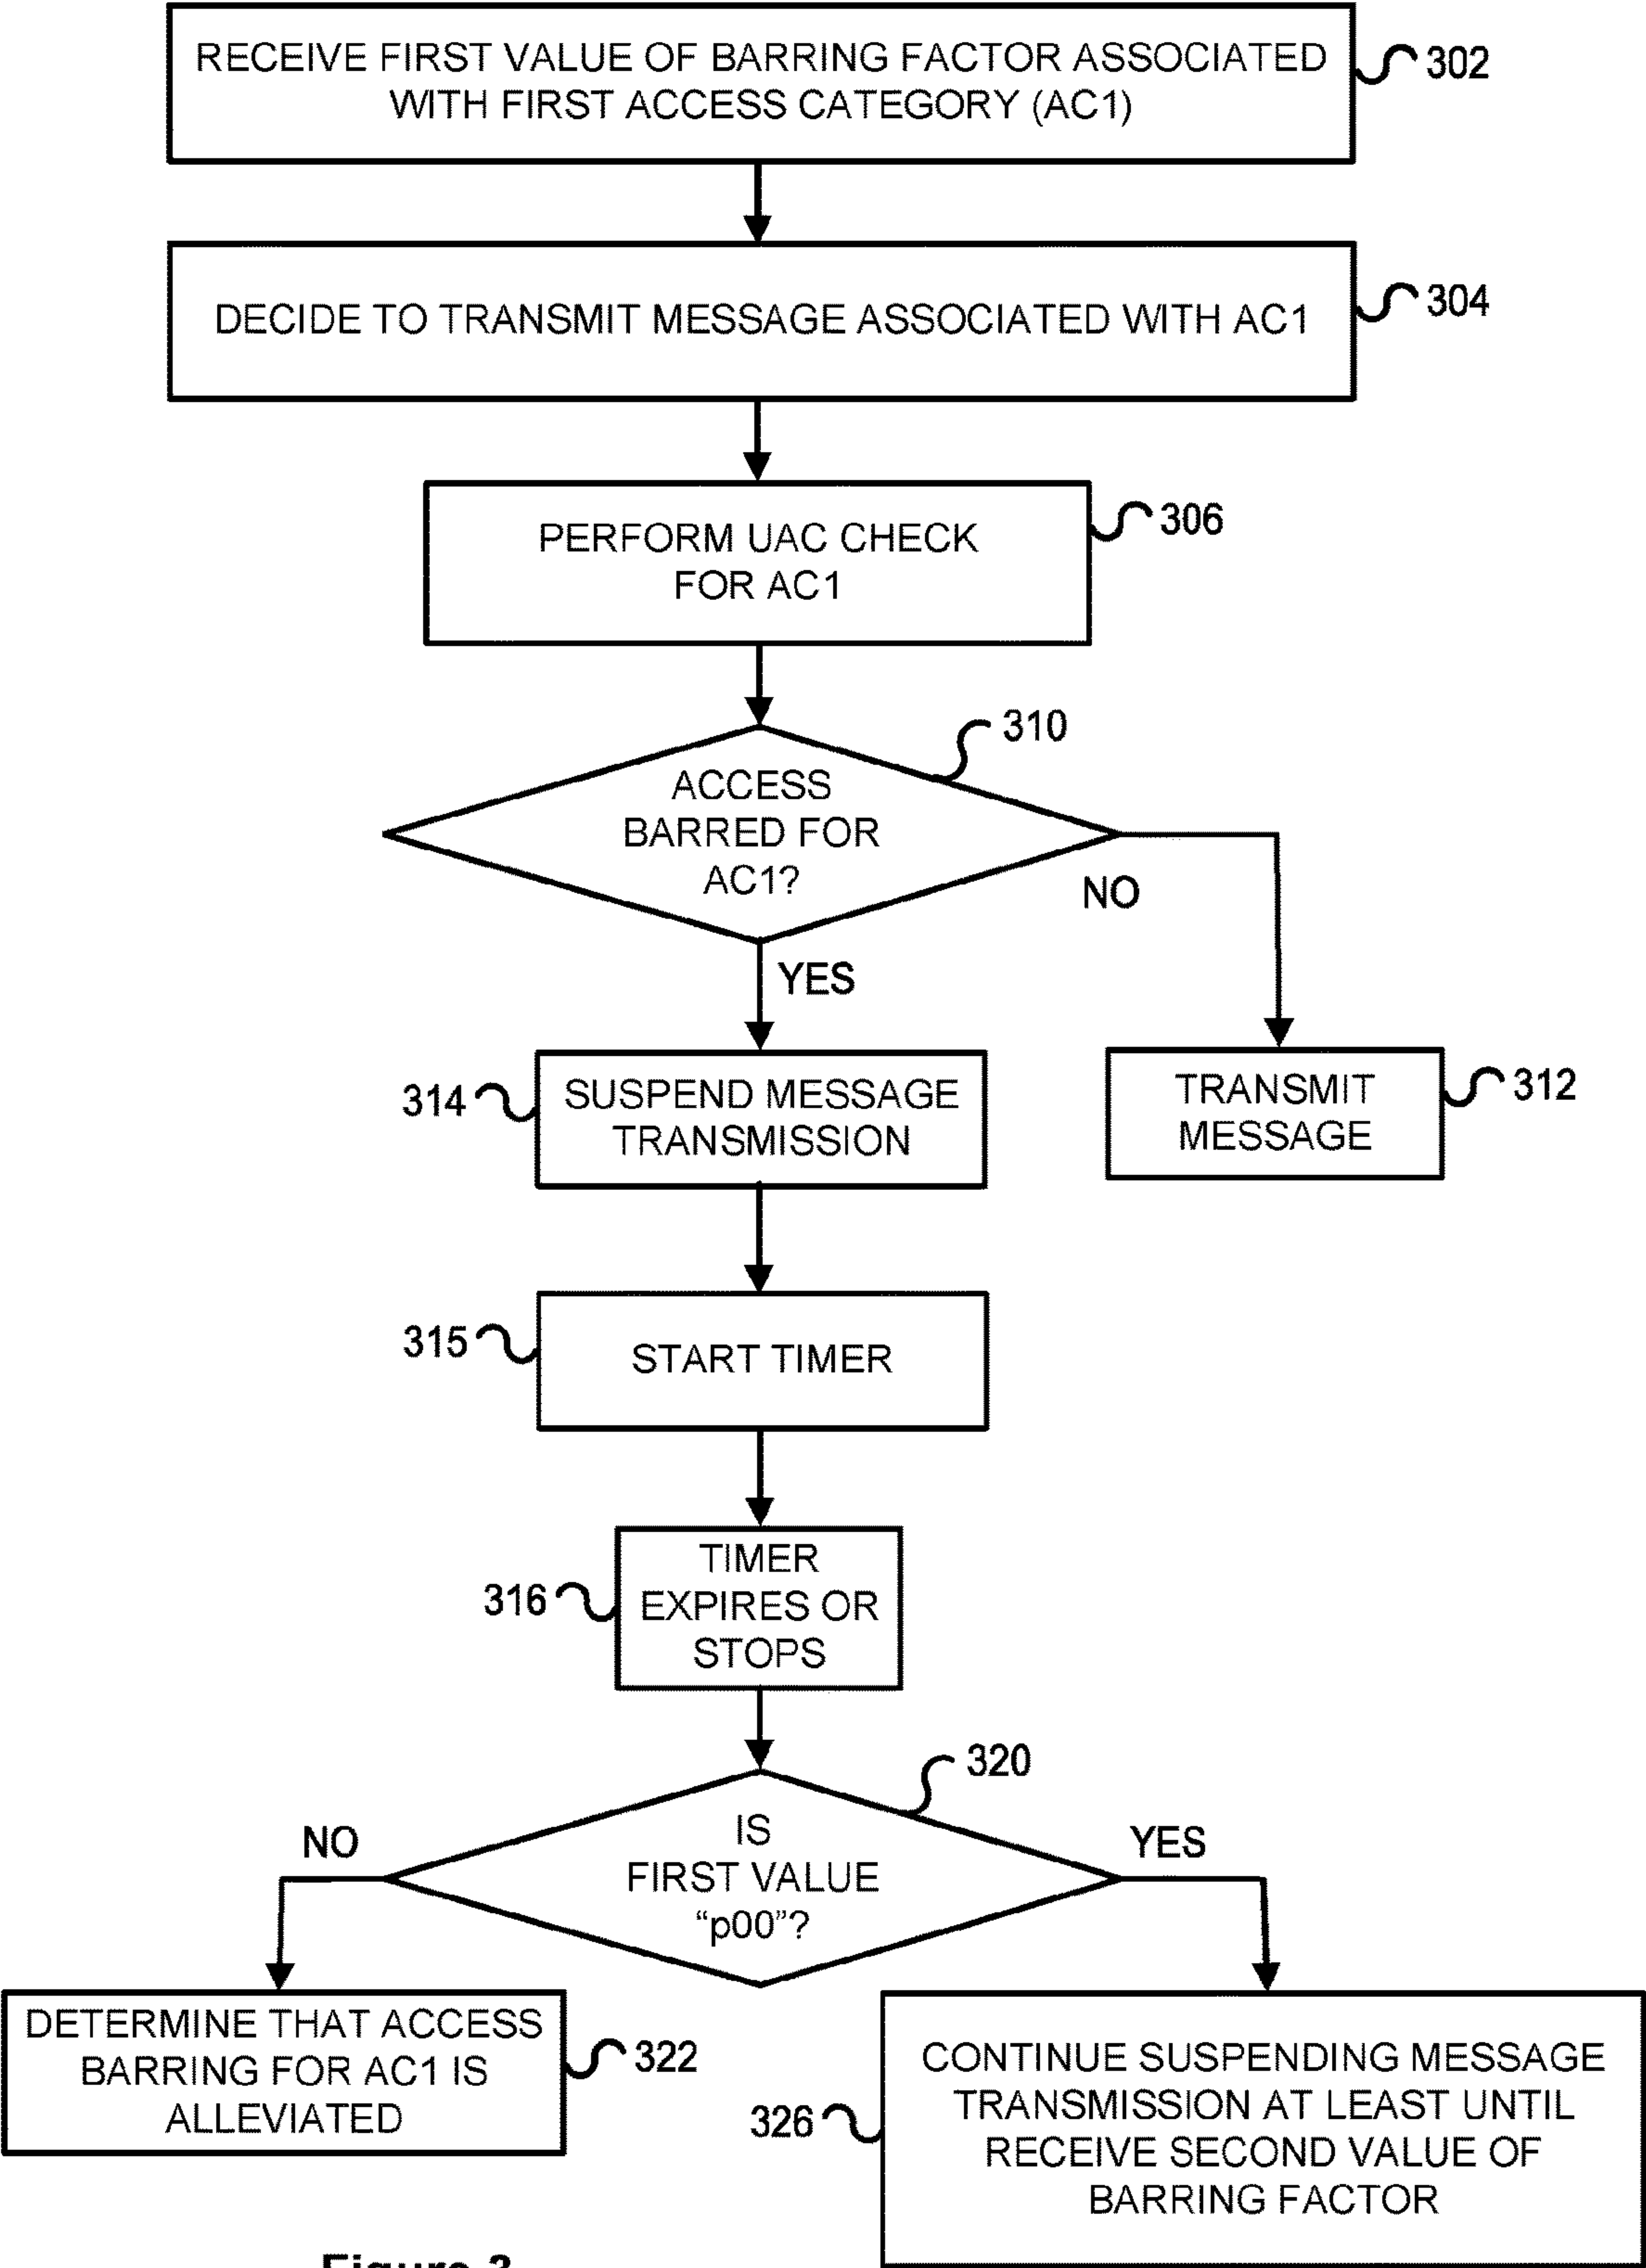 RECEIVE FIRST VALUE OF BARRING FACTOR ASSOCIATED
WITH FIRST ACCESS CATEGORY (AC1)
302
DECIDE TO TRANSMIT MESSAGE ASSOCIATED WITH AC1
304
PERFORM UAC CHECK
FOR AC1
306
310
ACCESS
BARRED FOR
AC1?
NO
YES
314
SUSPEND MESSAGE
TRANSMISSION
TRANSMIT
MESSAGE
312
315
START TIMER
316
TIMER
EXPIRES OR
STOPS
320
IS
FIRST VALUE
“p00”?
NO
YES
DETERMINE THAT ACCESS
BARRING FOR AC1 IS
ALLEVIATED
322
326
CONTINUE SUSPENDING MESSAGE
TRANSMISSION AT LEAST UNTIL
RECEIVE SECOND VALUE OF
BARRING FACTOR
Figure 3